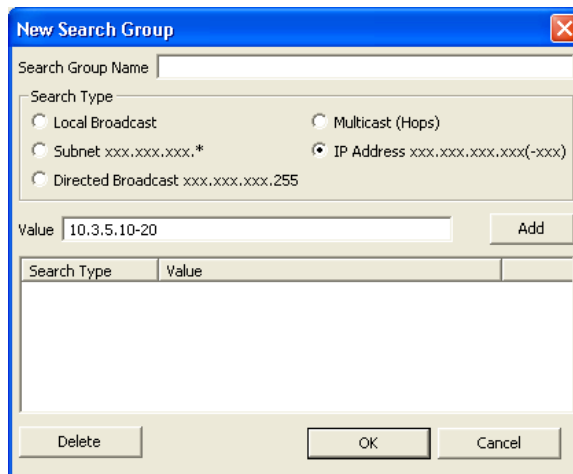 New Search Group
Search Group Name
Search Type
Local Broadcast
Multicast (Hops)
Subnet xxx.xxx.xxx.*
IP Address xxx.xxx.xxx.xxx(-xxx)
Directed Broadcast xxx.xxx.xxx.255
Value 10.3.5.10-20 Add
Search Type Value
Delete OK Cancel